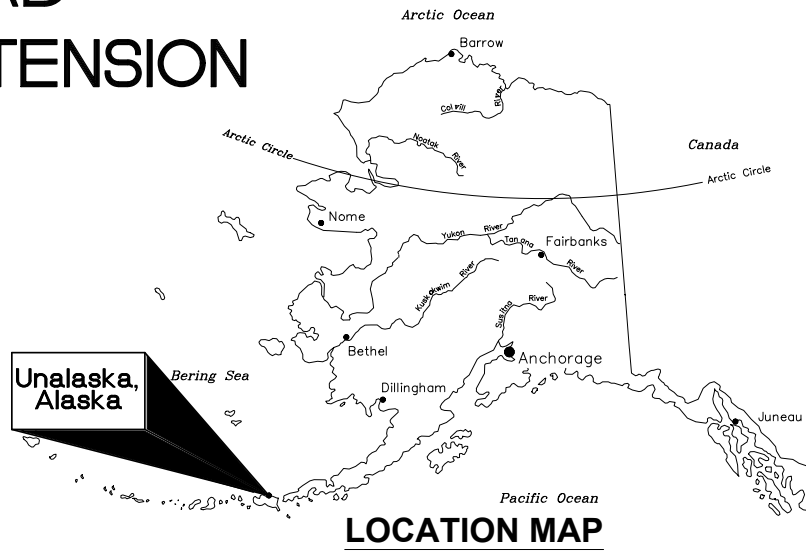 TENSION
Arctic Ocean
Barrow
Colvill
River
Noatak
River
Canada
Arctic Circle
Arctic Circle
Nome
Yukon
River
Tanana
Fairbanks
River
Kuskokwim
River
Susitna
River
Bethel
Anchorage
Unalaska,
Alaska
Bering Sea
Dillingham
Juneau
Pacific Ocean
LOCATION MAP